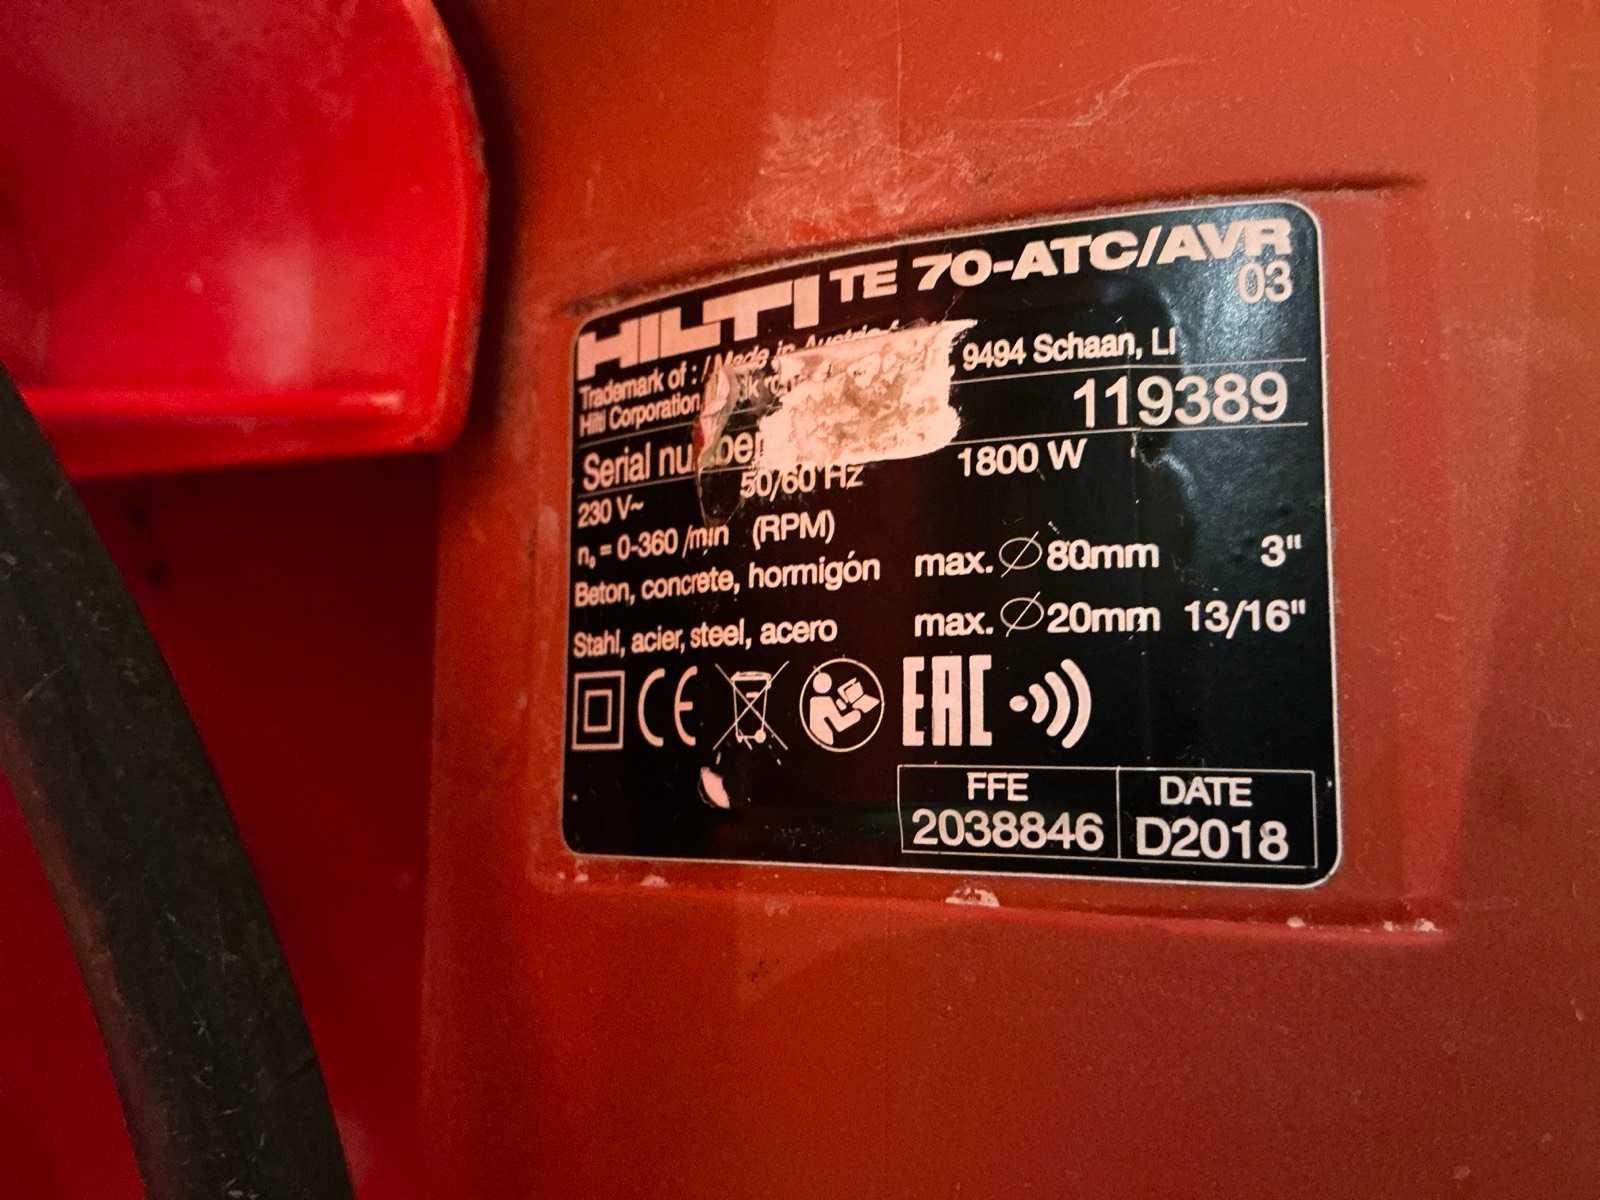 HILTI TE 70-ATC/AVR
03
Trademark of : / Made in Austria
Hilti Corporation, 9494 Schaan, LI
Serial number 119389
230 V~ 50/60 Hz 1800 W
n₀ = 0-360 /min (RPM)
Beton, concrete, hormigón max. ∅ 80mm 3"
Stahl, acier, steel, acero max. ∅ 20mm 13/16"
CE EAC
FFE DATE
2038846 D2018